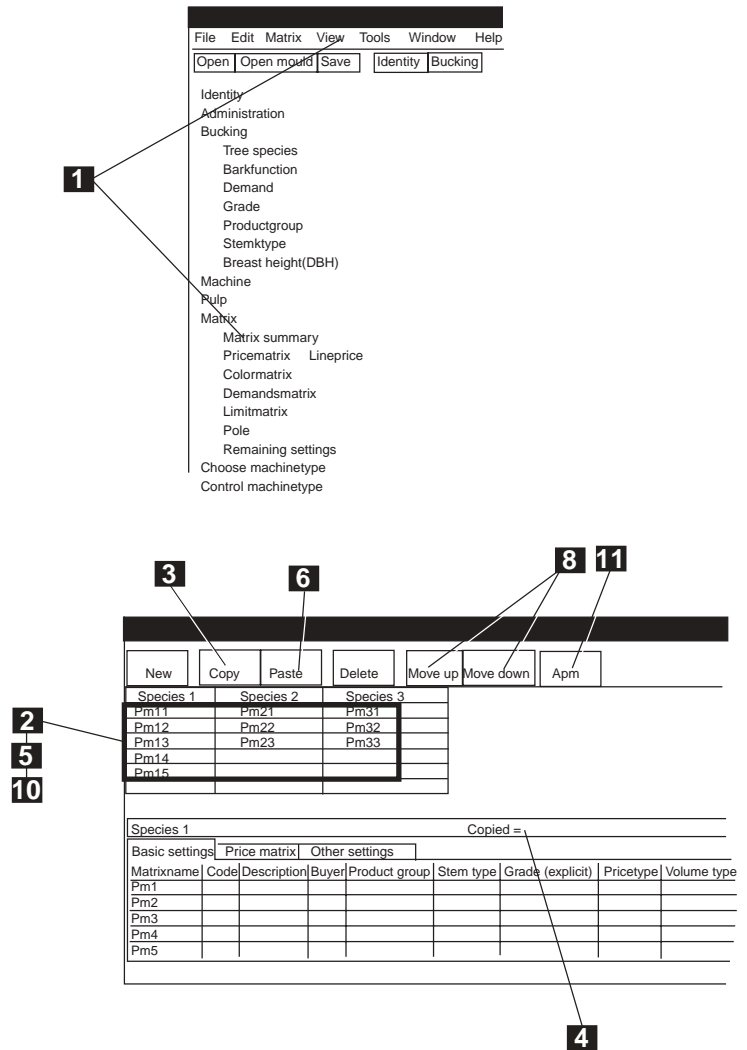 File Edit Matrix View Tools Window Help
Open Open mould Save Identity Bucking
Identity
Administration
Bucking
Tree species
Barkfunction
Demand
1
Grade
Productgroup
Stemktype
Breast height(DBH)
Machine
Pulp
Matrix
Matrix summary
Pricematrix Lineprice
Colormatrix
Demandsmatrix
Limitmatrix
Pole
Remaining settings
Choose machinetype
Control machinetype
3 6 8 11
New Copy Paste Delete Move up Move down Apm
Species 1 Species 2 Species 3
Pm11 Pm21 Pm31
Pm12 Pm22 Pm32
Pm13 Pm23 Pm33
Pm14
Pm15
2
5
10
Species 1 Copied =
Basic settings Price matrix Other settings
Matrixname Code Description Buyer Product group Stem type Grade (explicit) Pricetype Volume type
Pm1
Pm2
Pm3
Pm4
Pm5
4